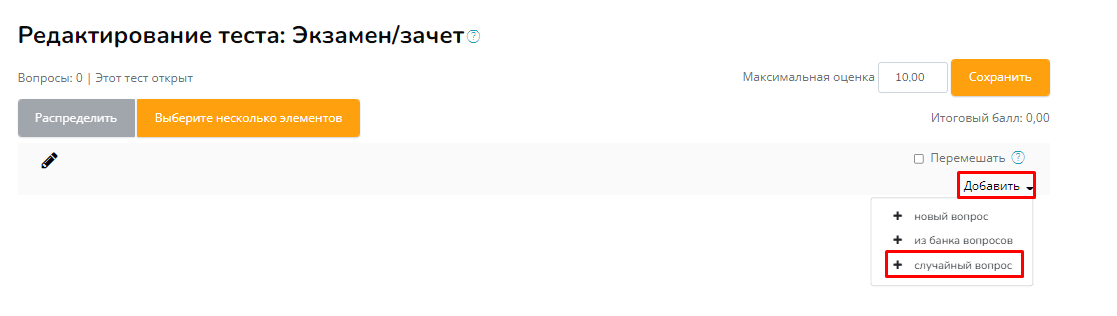 Редактирование теста: Экзамен/зачет ?
Вопросы: 0 | Этот тест открыт
Максимальная оценка 10,00 Сохранить
Распределить Выберите несколько элементов
Итоговый балл: 0,00
Перемешать ?
Добавить
+ новый вопрос
+ из банка вопросов
+ случайный вопрос